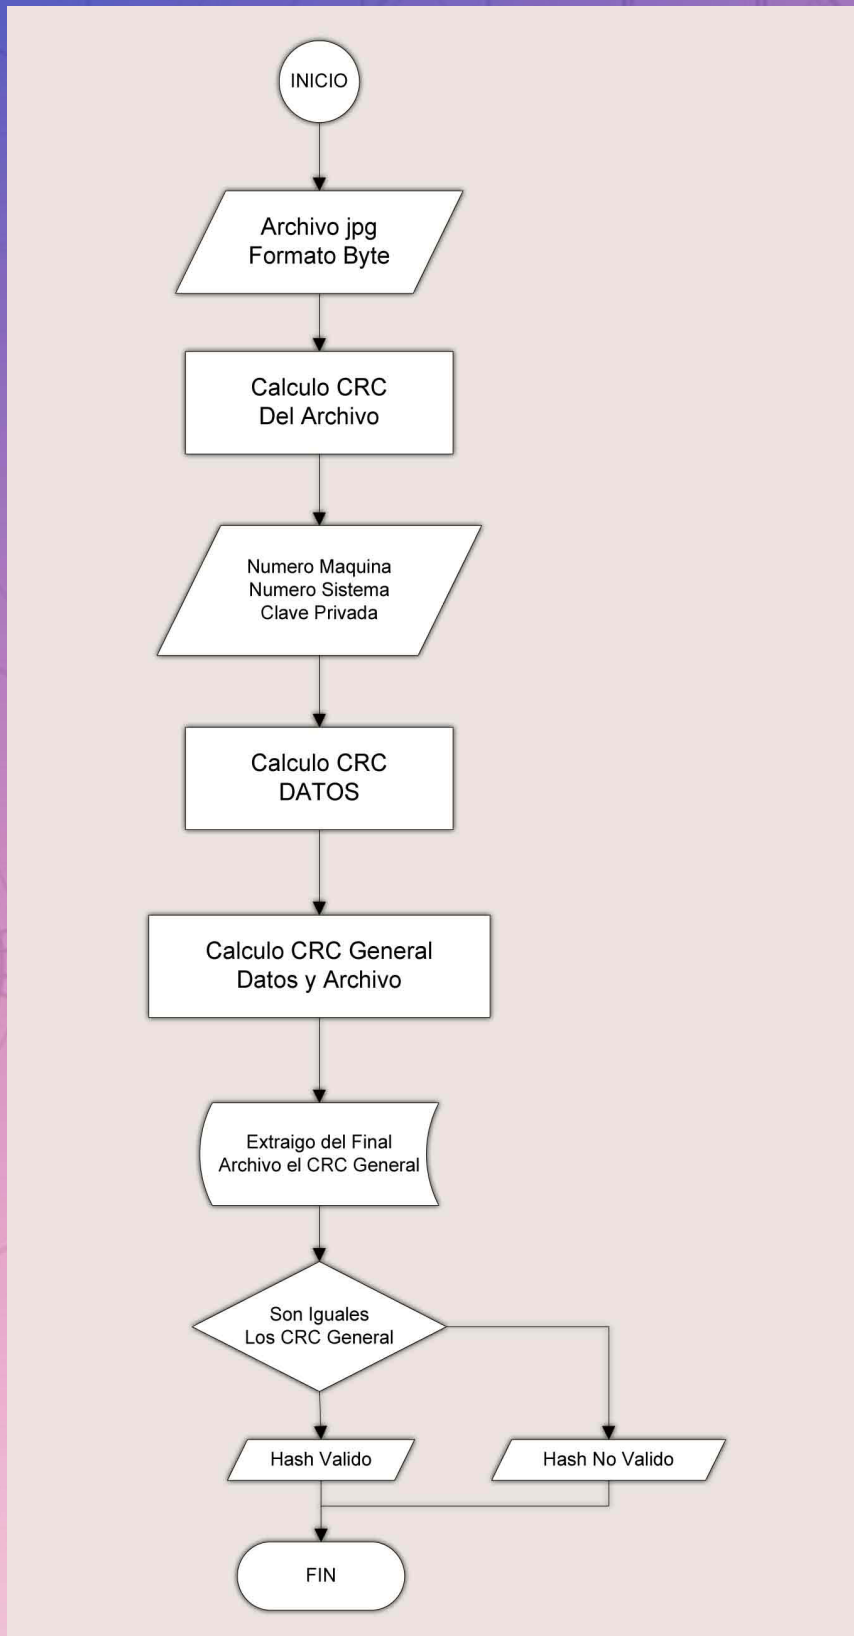 INICIO
Archivo jpg
Formato Byte
Calculo CRC
Del Archivo
Numero Maquina
Numero Sistema
Clave Privada
Calculo CRC
DATOS
Calculo CRC General
Datos y Archivo
Extraigo del Final
Archivo el CRC General
Son Iguales
Los CRC General
Hash Valido
Hash No Valido
FIN